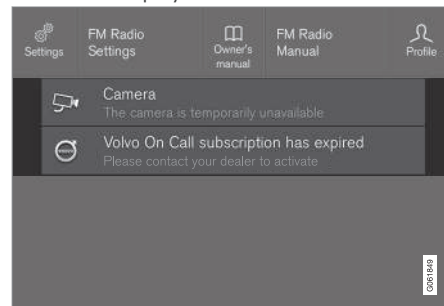 Settings
FM Radio
Settings
Owner's
manual
FM Radio
Manual
Profile
Camera
The camera is temporarily unavailable
Volvo On Call subscription has expired
Please contact your dealer to activate
G061849